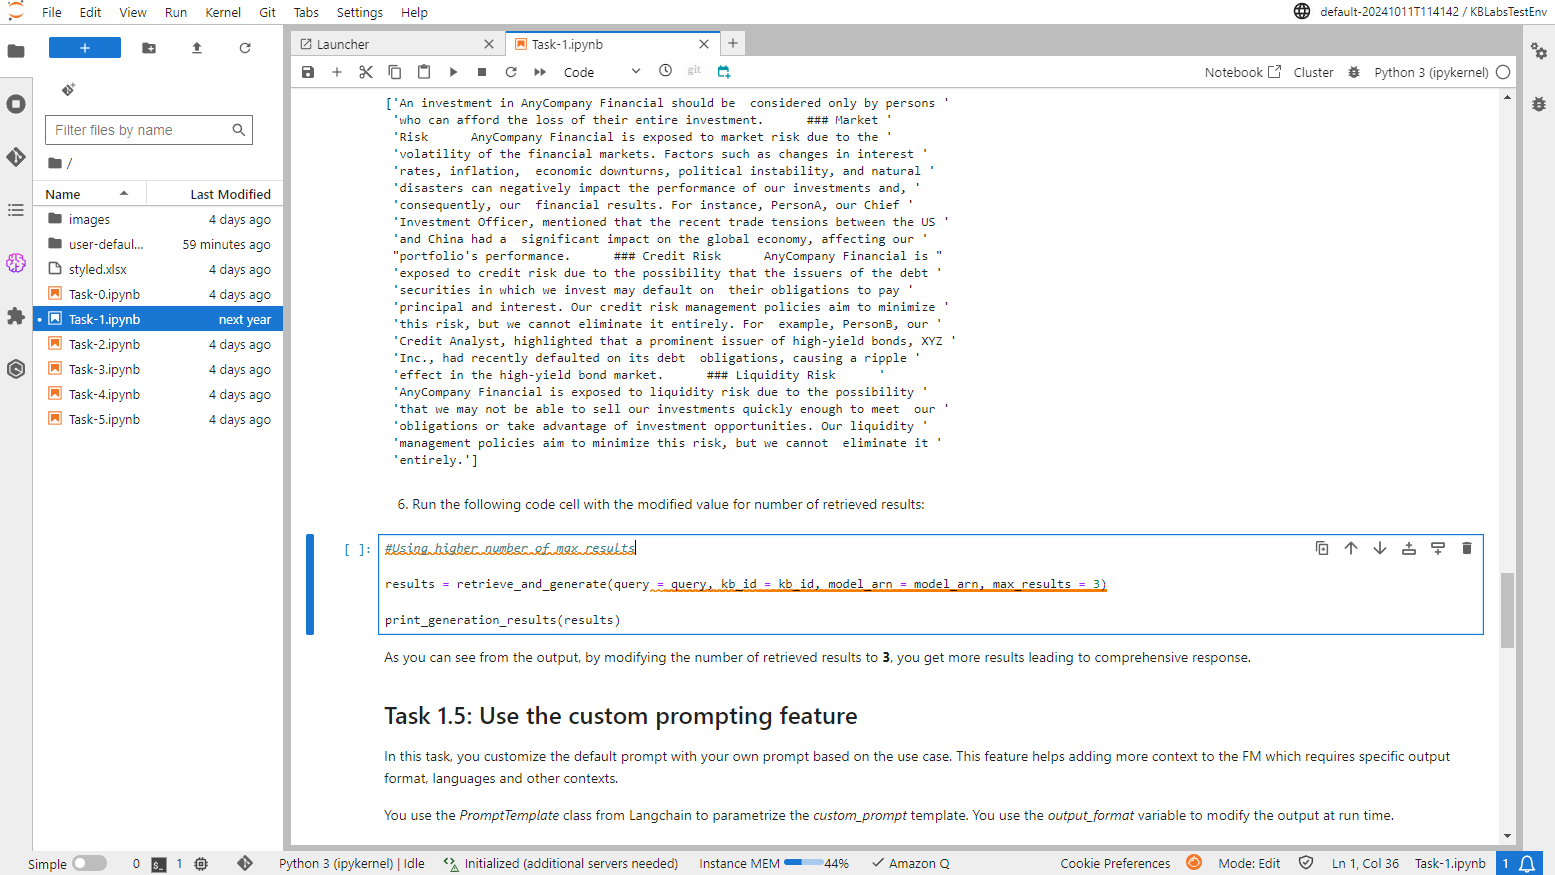 File Edit View Run Kernel Git Tabs Settings Help
default-20241011T114142 / KBLabsTestEnv
+
Filter files by name
/
Name Last Modified
images 4 days ago
user-defaul... 59 minutes ago
styled.xlsx 4 days ago
Task-0.ipynb 4 days ago
Task-1.ipynb next year
Task-2.ipynb 4 days ago
Task-3.ipynb 4 days ago
Task-4.ipynb 4 days ago
Task-5.ipynb 4 days ago
Launcher Task-1.ipynb +
Code git Notebook Cluster Python 3 (ipykernel)
['An investment in AnyCompany Financial should be  considered only by persons '
'who can afford the loss of their entire investment.      ### Market '
'Risk      AnyCompany Financial is exposed to market risk due to the '
'volatility of the financial markets. Factors such as changes in interest '
'rates, inflation,  economic downturns, political instability, and natural '
'disasters can negatively impact the performance of our investments and, '
'consequently, our  financial results. For instance, PersonA, our Chief '
'Investment Officer, mentioned that the recent trade tensions between the US '
'and China had a  significant impact on the global economy, affecting our '
"portfolio's performance.      ### Credit Risk      AnyCompany Financial is "
'exposed to credit risk due to the possibility that the issuers of the debt '
'securities in which we invest may default on  their obligations to pay '
'principal and interest. Our credit risk management policies aim to minimize '
'this risk, but we cannot eliminate it entirely. For  example, PersonB, our '
'Credit Analyst, highlighted that a prominent issuer of high-yield bonds, XYZ '
'Inc., had recently defaulted on its debt  obligations, causing a ripple '
'effect in the high-yield bond market.      ### Liquidity Risk      '
'AnyCompany Financial is exposed to liquidity risk due to the possibility '
'that we may not be able to sell our investments quickly enough to meet  our '
'obligations or take advantage of investment opportunities. Our liquidity '
'management policies aim to minimize this risk, but we cannot  eliminate it '
'entirely.']
6. Run the following code cell with the modified value for number of retrieved results:
[ ]: #Using higher number of max results
results = retrieve_and_generate(query = query, kb_id = kb_id, model_arn = model_arn, max_results = 3)
print_generation_results(results)
As you can see from the output, by modifying the number of retrieved results to 3, you get more results leading to comprehensive response.
Task 1.5: Use the custom prompting feature
In this task, you customize the default prompt with your own prompt based on the use case. This feature helps adding more context to the FM which requires specific output
format, languages and other contexts.
You use the PromptTemplate class from Langchain to parametrize the custom_prompt template. You use the output_format variable to modify the output at run time.
Simple 0 $_ 1 Python 3 (ipykernel) | Idle Initialized (additional servers needed) Instance MEM 44% Amazon Q Cookie Preferences Mode: Edit Ln 1, Col 36 Task-1.ipynb 1